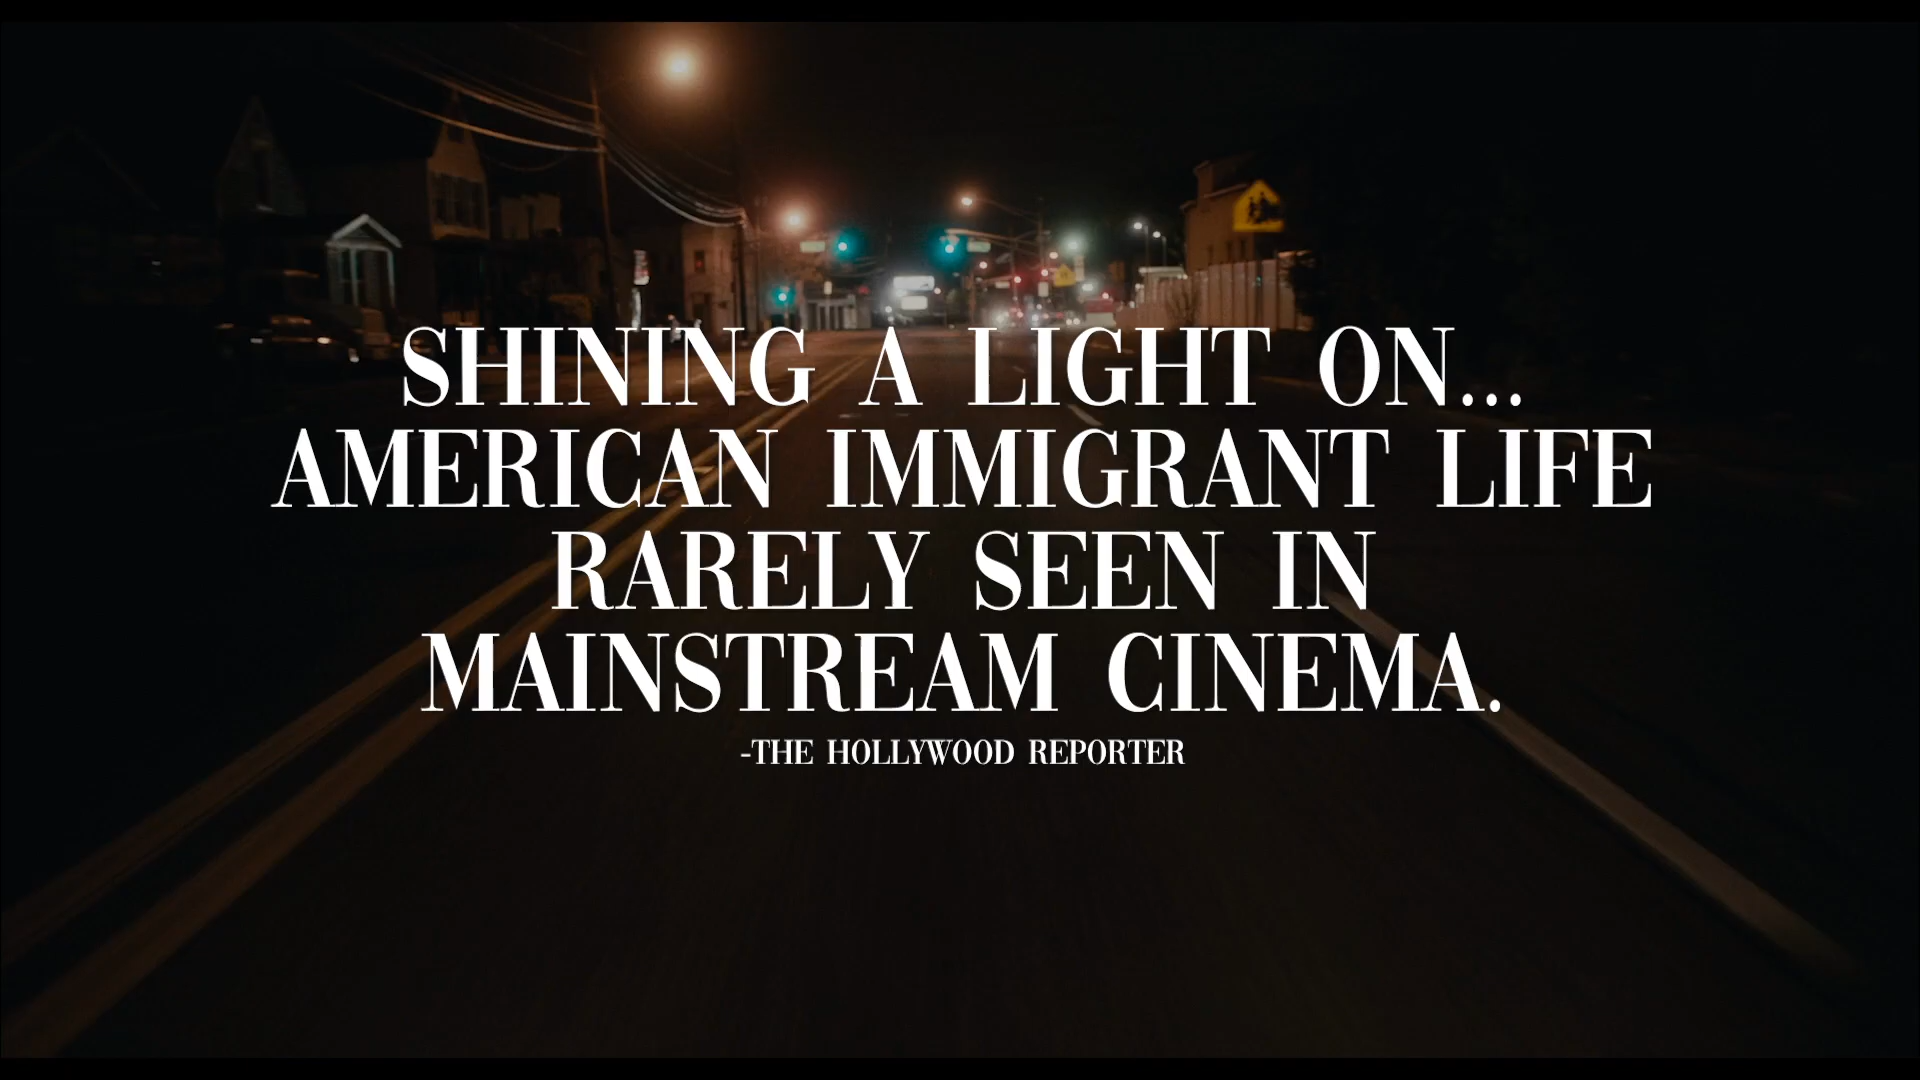 SHINING A LIGHT ON...
AMERICAN IMMIGRANT LIFE
RARELY SEEN IN
MAINSTREAM CINEMA.
-THE HOLLYWOOD REPORTER